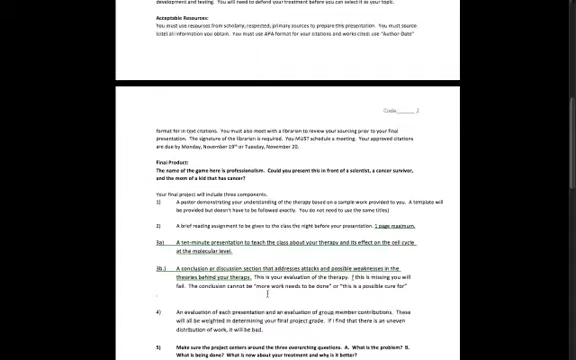 development and testing. You will need to defend your treatment before you can select it as your topic.
Acceptable Resources:
You must use resources from scholarly, respected, primary sources to prepare this presentation. You must source
(cite) all information you obtain. You must use APA format for your citations and works cited: use "Author-Date"
Code______ 2
format for in text citations. You must also meet with a librarian to review your sourcing prior to your final
presentation. The signature of the librarian is required. You MUST schedule a meeting. Your approved citations
are due by Monday, November 19th or Tuesday, November 20.
Final Product:
The name of the game here is professionalism. Could you present this in front of a scientist, a cancer survivor,
and the mom of a kid that has cancer?
Your final project will include three components.
1) A poster demonstrating your understanding of the therapy based on a sample work provided to you. A template will
be provided but doesn't have to be followed exactly. (You do not need to use the same titles)
2) A brief reading assignment to be given to the class the night before your presentation. 1 page maximum.
3a) A ten-minute presentation to teach the class about your therapy and its effect on the cell cycle
at the molecular level.
3b.) A conclusion or discussion section that addresses attacks and possible weaknesses in the
theories behind your therapy. This is your evaluation of the therapy. If this is missing you will
fail. The conclusion cannot be "more work needs to be done" or "this is a possible cure for"
.
4) An evaluation of each presentation and an evaluation of group member contributions. These
will all be weighted in determining your final project grade. If I find that there is an uneven
distribution of work, it will be bad.
5) Make sure the project centers around the three overarching questions. A. What is the problem? B.
What is being done? What is new about your treatment and why is it better?